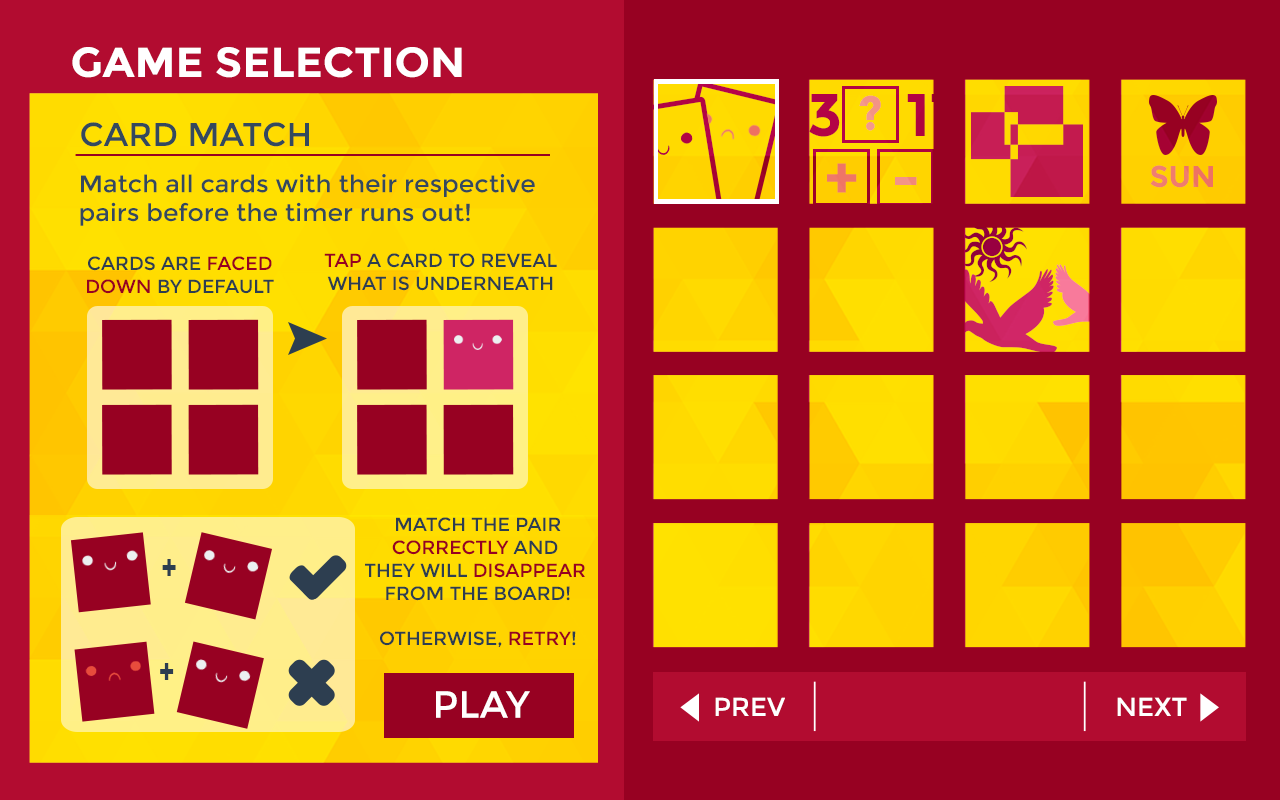 GAME SELECTION
CARD MATCH
Match all cards with their respective
pairs before the timer runs out!
CARDS ARE FACED
DOWN BY DEFAULT
TAP A CARD TO REVEAL
WHAT IS UNDERNEATH
+
+
MATCH THE PAIR
CORRECTLY AND
THEY WILL DISAPPEAR
FROM THE BOARD!
OTHERWISE, RETRY!
PLAY
3 ? 1
+ -
SUN
PREV
NEXT